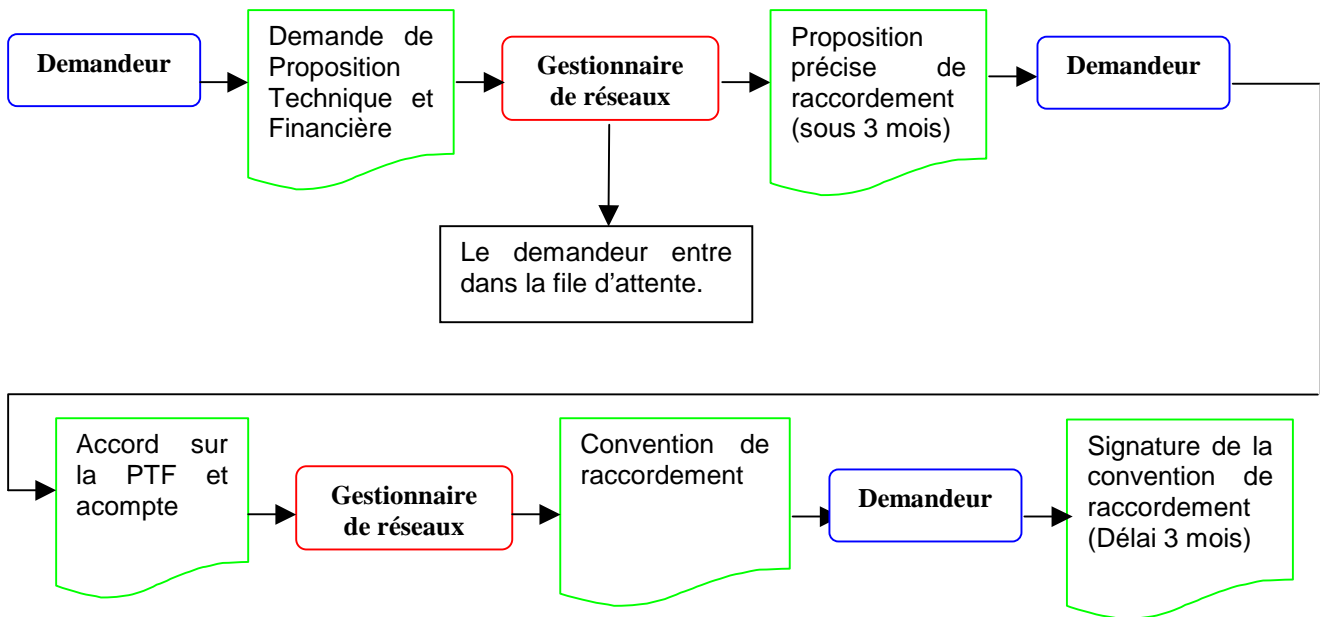 Demandeur
Demande de
Proposition
Technique et
Financière
Gestionnaire
de réseaux
Proposition
précise de
raccordement
(sous 3 mois)
Demandeur
Le demandeur entre
dans la file d'attente.
Accord sur
la PTF et
acompte
Gestionnaire
de réseaux
Convention de
raccordement
Demandeur
Signature de la
convention de
raccordement
(Délai 3 mois)